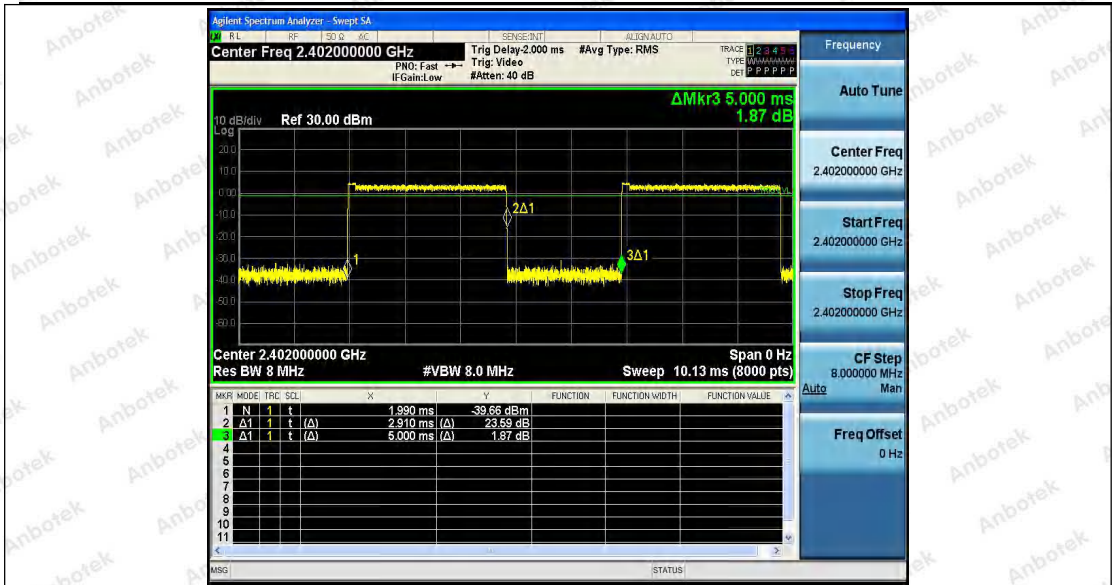 Agilent Spectrum Analyzer - Swept SA
RL RF 50 Ω AC SENSE:INT ALIGN AUTO
Center Freq 2.402000000 GHz
PNO: Fast
IFGain:Low
Trig Delay-2.000 ms
Trig: Video
#Atten: 40 dB
#Avg Type: RMS
TRACE 1 2 3 4 5 6
TYPE
DET P P P P P P
ΔMkr3 5.000 ms
1.87 dB
10 dB/div Ref 30.00 dBm
Log
20.0
10.0
0.00
-10.0
-20.0
-30.0
-40.0
-50.0
-60.0
1
2Δ1
3Δ1
Center 2.402000000 GHz Span 0 Hz
Res BW 8 MHz #VBW 8.0 MHz Sweep 10.13 ms (8000 pts)
MKR MODE TRC SCL X Y FUNCTION FUNCTION WIDTH FUNCTION VALUE
1 N 1 t 1.990 ms -39.66 dBm
2 Δ1 1 t (Δ) 2.910 ms (Δ) 23.59 dB
3 Δ1 1 t (Δ) 5.000 ms (Δ) 1.87 dB
4
5
6
7
8
9
10
11
MSG STATUS
Frequency
Auto Tune
Center Freq
2.402000000 GHz
Start Freq
2.402000000 GHz
Stop Freq
2.402000000 GHz
CF Step
8.000000 MHz
Auto Man
Freq Offset
0 Hz
Anbotek